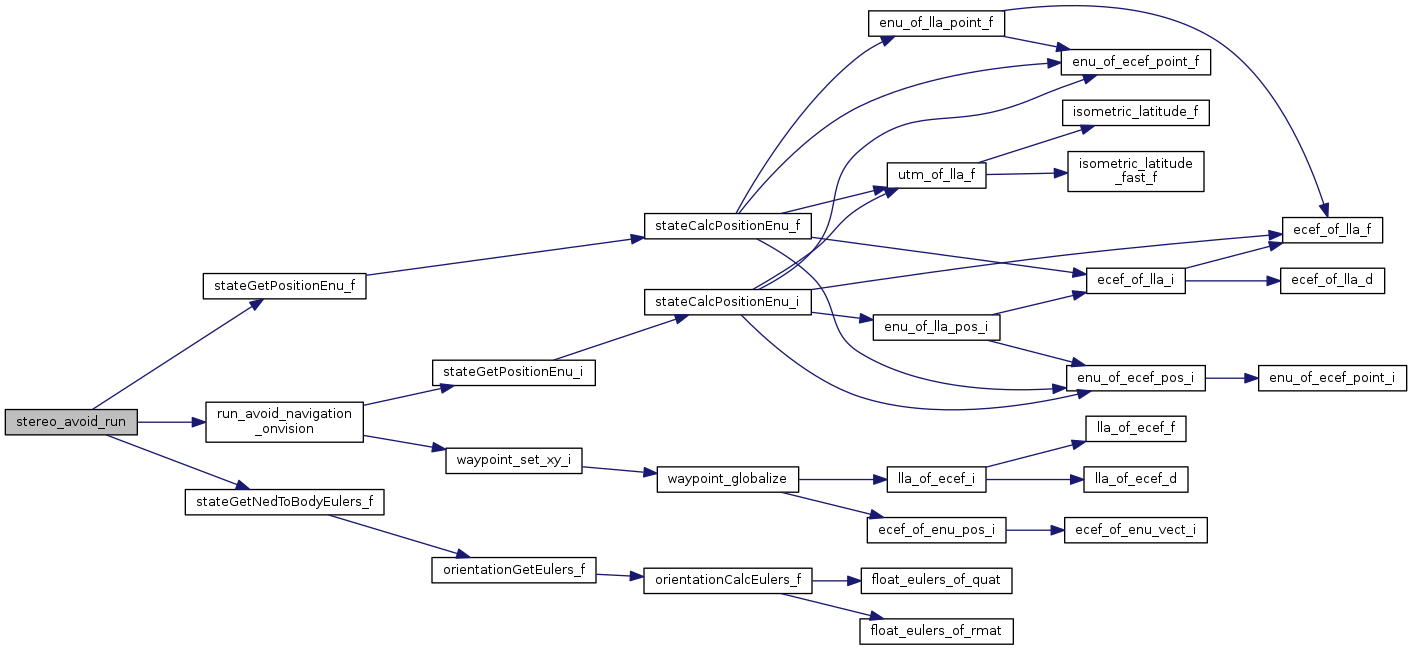 enu_of_lla_point_f
enu_of_ecef_point_f
isometric_latitude_f
isometric_latitude
_fast_f
utm_of_lla_f
stateCalcPositionEnu_f
ecef_of_lla_f
stateGetPositionEnu_f
ecef_of_lla_i
ecef_of_lla_d
stateCalcPositionEnu_i
enu_of_lla_pos_i
stateGetPositionEnu_i
enu_of_ecef_pos_i
enu_of_ecef_point_i
stereo_avoid_run
run_avoid_navigation
_onvision
lla_of_ecef_f
waypoint_set_xy_i
waypoint_globalize
lla_of_ecef_i
lla_of_ecef_d
stateGetNedToBodyEulers_f
ecef_of_enu_pos_i
ecef_of_enu_vect_i
orientationGetEulers_f
orientationCalcEulers_f
float_eulers_of_quat
float_eulers_of_rmat